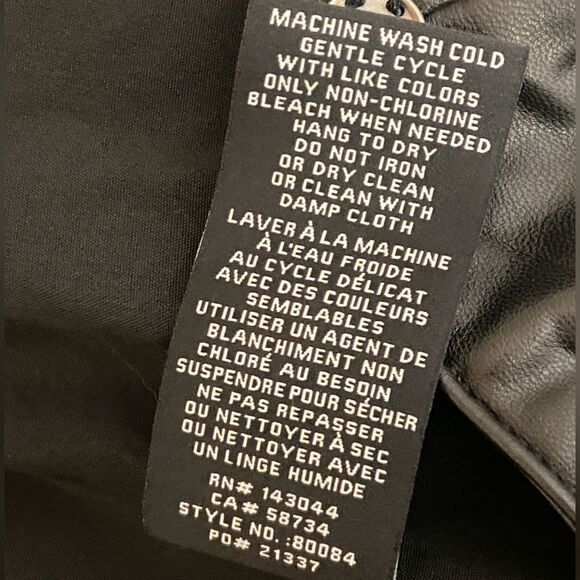 MACHINE WASH COLD
GENTLE CYCLE
WITH LIKE COLORS
ONLY NON-CHLORINE
BLEACH WHEN NEEDED
HANG TO DRY
DO NOT IRON
OR DRY CLEAN
OR CLEAN WITH
DAMP CLOTH
LAVER À LA MACHINE
À L'EAU FROIDE
AU CYCLE DÉLICAT
AVEC DES COULEURS
SEMBLABLES
UTILISER UN AGENT DE
BLANCHIMENT NON
CHLORÉ AU BESOIN
SUSPENDRE POUR SÉCHER
NE PAS REPASSER
OU NETTOYER À SEC
OU NETTOYER AVEC
UN LINGE HUMIDE
RN# 143044
CA# 58734
STYLE NO. :80084
PO# 21337